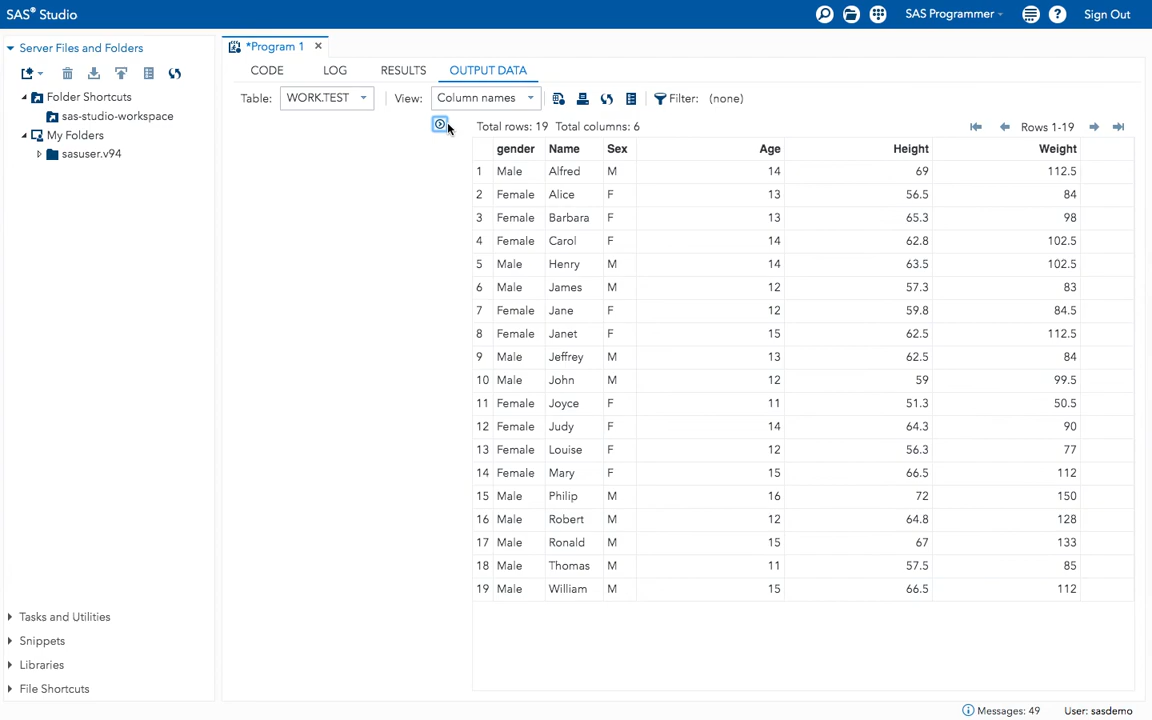 SAS® Studio
SAS Programmer
Sign Out
Server Files and Folders
Folder Shortcuts
sas-studio-workspace
My Folders
sasuser.v94
Tasks and Utilities
Snippets
Libraries
File Shortcuts
*Program 1
CODE LOG RESULTS OUTPUT DATA
Table: WORK.TEST View: Column names Filter: (none)
Total rows: 19 Total columns: 6 Rows 1-19
gender Name Sex Age Height Weight
1 Male Alfred M 14 69 112.5
2 Female Alice F 13 56.5 84
3 Female Barbara F 13 65.3 98
4 Female Carol F 14 62.8 102.5
5 Male Henry M 14 63.5 102.5
6 Male James M 12 57.3 83
7 Female Jane F 12 59.8 84.5
8 Female Janet F 15 62.5 112.5
9 Male Jeffrey M 13 62.5 84
10 Male John M 12 59 99.5
11 Female Joyce F 11 51.3 50.5
12 Female Judy F 14 64.3 90
13 Female Louise F 12 56.3 77
14 Female Mary F 15 66.5 112
15 Male Philip M 16 72 150
16 Male Robert M 12 64.8 128
17 Male Ronald M 15 67 133
18 Male Thomas M 11 57.5 85
19 Male William M 15 66.5 112
Messages: 49 User: sasdemo